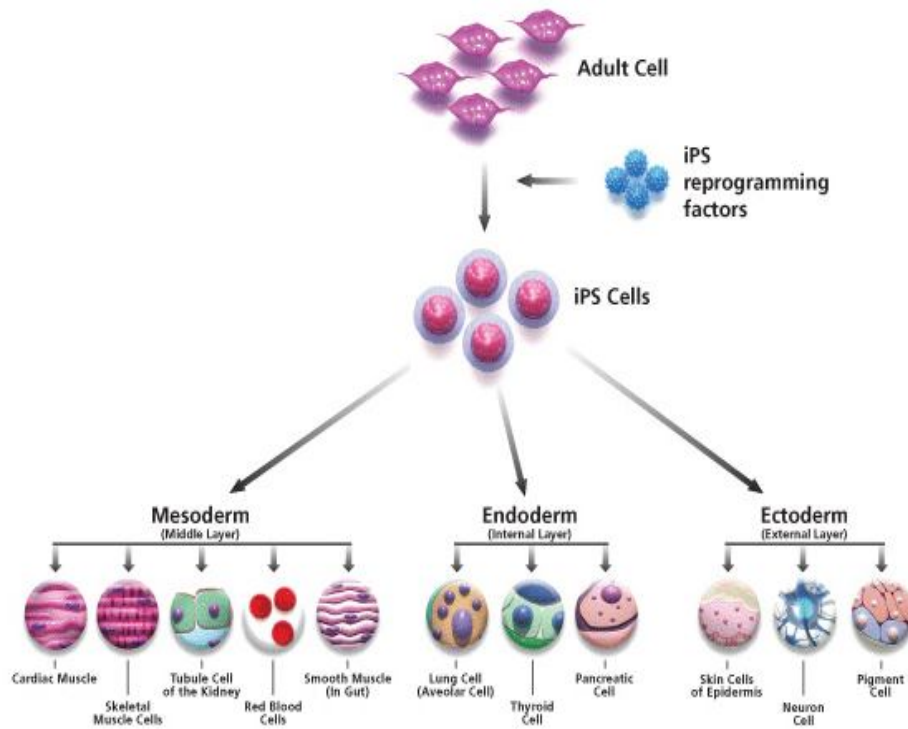 Adult Cell
iPS
reprogramming
factors
iPS Cells
Mesoderm
(Middle Layer)
Endoderm
(Internal Layer)
Ectoderm
(External Layer)
Cardiac Muscle
Skeletal
Muscle Cells
Tubule Cell
of the Kidney
Red Blood
Cells
Smooth Muscle
(In Gut)
Lung Cell
(Aveolar Cell)
Thyroid
Cell
Pancreatic
Cell
Skin Cells
of Epidermis
Neuron
Cell
Pigment
Cell